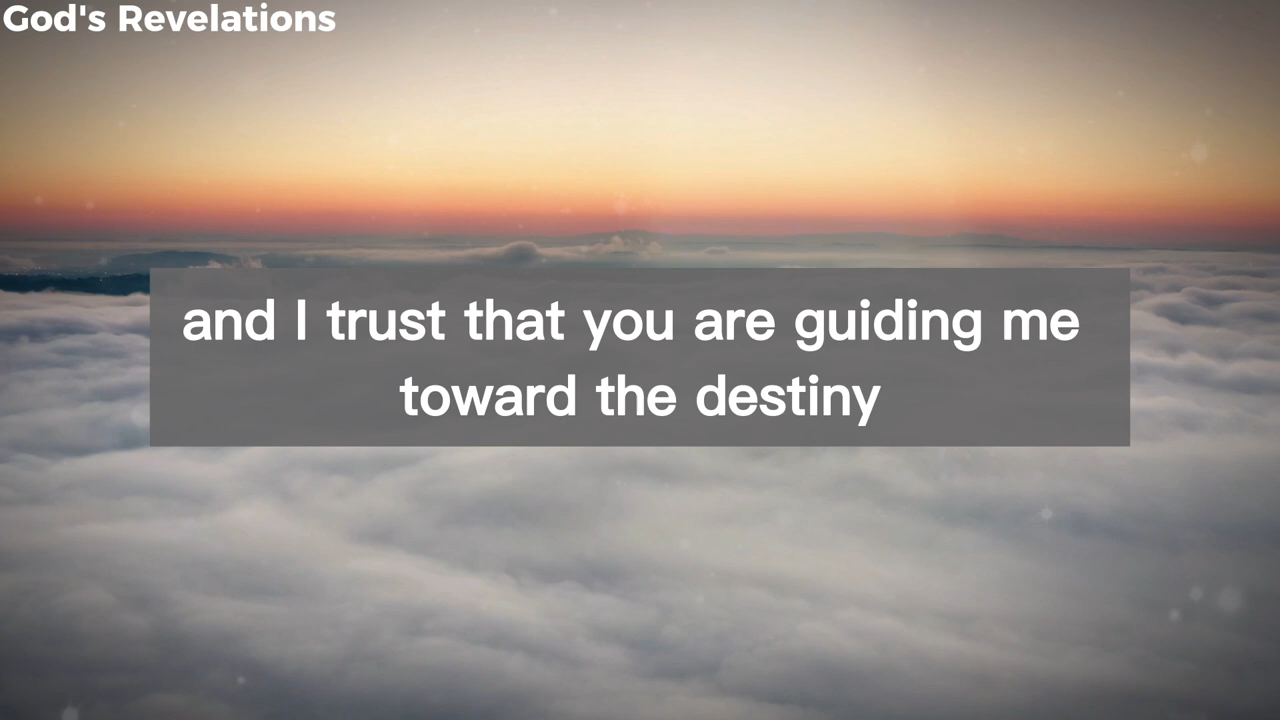 God's Revelations
and I trust that you are guiding me
toward the destiny